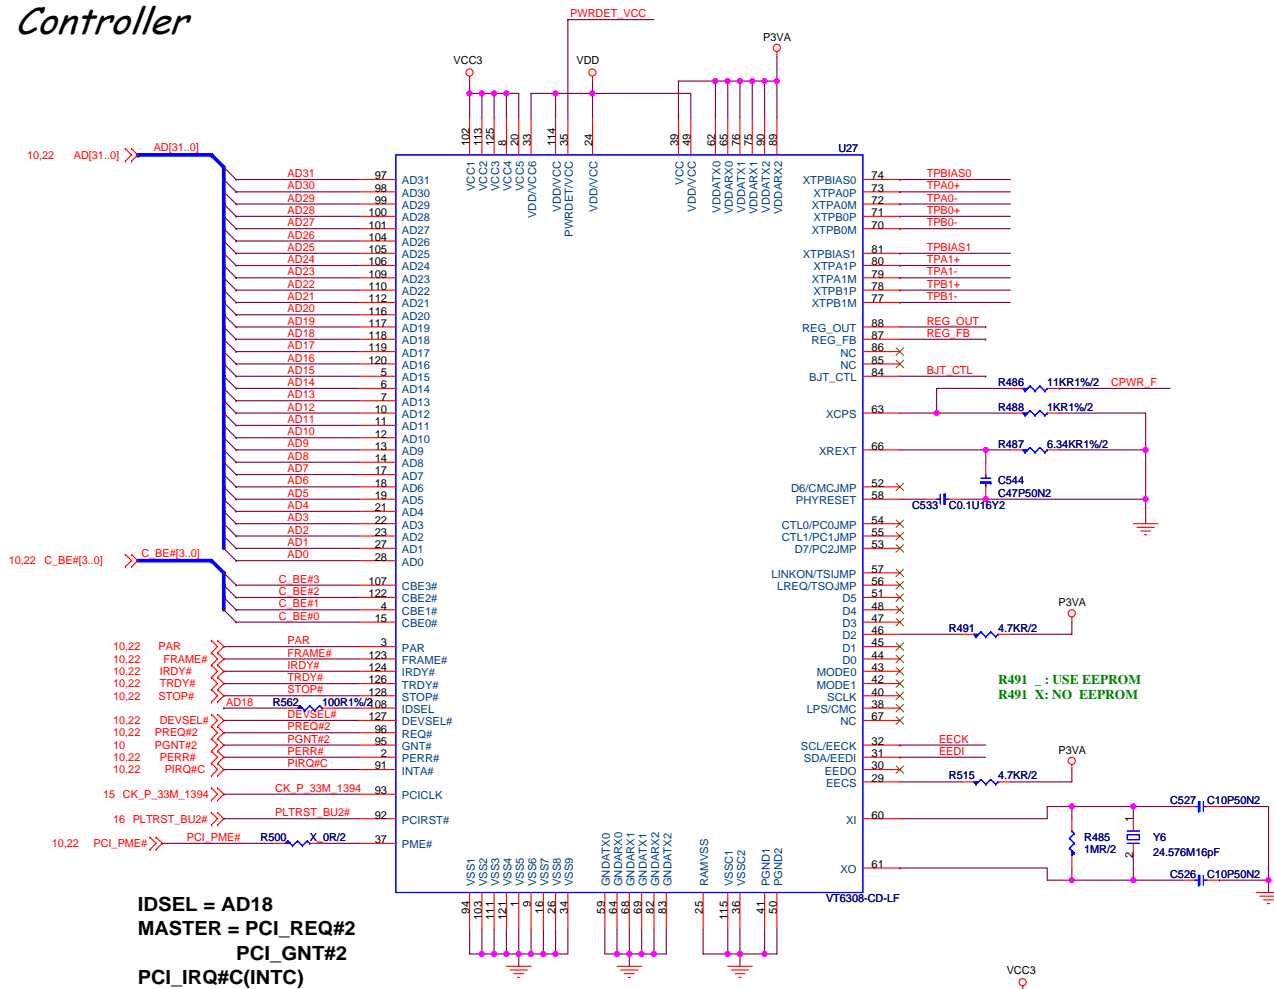 Controller
PWRDET_VCC
P3VA
VCC3
VDD
102
113
125
8
20
33
114
35
24
39
49
62
65
76
75
90
89
U27
VCC1
VCC2
VCC3
VCC4
VCC5
VDD/VCC6
VDD/VCC
PWRDET/VCC
VDD/VCC
VCC
VDD/VCC
VDDATX0
VDDARX0
VDDATX1
VDDARX1
VDDATX2
VDDARX2
10,22 AD[31..0] AD[31..0]
AD31 97 AD31
AD30 98 AD30
AD29 99 AD29
AD28 100 AD28
AD27 101 AD27
AD26 104 AD26
AD25 105 AD25
AD24 106 AD24
AD23 109 AD23
AD22 110 AD22
AD21 112 AD21
AD20 116 AD20
AD19 117 AD19
AD18 118 AD18
AD17 119 AD17
AD16 120 AD16
AD15 5 AD15
AD14 6 AD14
AD13 7 AD13
AD12 10 AD12
AD11 11 AD11
AD10 12 AD10
AD9 13 AD9
AD8 14 AD8
AD7 17 AD7
AD6 18 AD6
AD5 19 AD5
AD4 21 AD4
AD3 22 AD3
AD2 23 AD2
AD1 27 AD1
AD0 28 AD0
10,22 C_BE#[3..0] C_BE#[3..0]
C_BE#3 107 CBE3#
C_BE#2 122 CBE2#
C_BE#1 4 CBE1#
C_BE#0 15 CBE0#
10,22 PAR PAR 3 PAR
10,22 FRAME# FRAME# 123 FRAME#
10,22 IRDY# IRDY# 124 IRDY#
10,22 TRDY# TRDY# 126 TRDY#
10,22 STOP# STOP# 128 STOP#
AD18 R562 100R1%/2 108 IDSEL
10,22 DEVSEL# DEVSEL# 127 DEVSEL#
10,22 PREQ#2 PREQ#2 96 REQ#
10 PGNT#2 PGNT#2 95 GNT#
10,22 PERR# PERR# 2 PERR#
10,22 PIRQ#C PIRQ#C 91 INTA#
15 CK_P_33M_1394 CK_P_33M_1394 93 PCICLK
16 PLTRST_BU2# PLTRST_BU2# 92 PCIRST#
10,22 PCI_PME# PCI_PME# R500 X_0R/2 37 PME#
XTPBIAS0 74 TPBIAS0
XTPA0P 73 TPA0+
XTPA0M 72 TPA0-
XTPB0P 71 TPB0+
XTPB0M 70 TPB0-
XTPBIAS1 81 TPBIAS1
XTPA1P 80 TPA1+
XTPA1M 79 TPA1-
XTPB1P 78 TPB1+
XTPB1M 77 TPB1-
REG_OUT 88 REG_OUT
REG_FB 87 REG_FB
NC 86
NC 85
BJT_CTL 84 BJT_CTL
R486 11KR1%/2 CPWR_F
XCPS 63 R488 1KR1%/2
XREXT 66 R487 6.34KR1%/2
C544
C47P50N2
D6/CMCJMP 52
PHYRESET 58
C533 C0.1U16Y2
CTL0/PC0JMP 54
CTL1/PC1JMP 55
D7/PC2JMP 53
LINKON/TSIJMP 57
LREQ/TSOJMP 56
D5 51
D4 48
D3 47
D2 46 R491 4.7KR/2 P3VA
D1 45
D0 44
MODE0 43
MODE1 42
SCLK 40
LPS/CMC 38
NC 67
R491 _ : USE EEPROM
R491 X: NO EEPROM
SCL/EECK 32 EECK
SDA/EEDI 31 EEDI
EEDO 30
EECS 29 R515 4.7KR/2 P3VA
XI 60
C527 C10P50N2
R485
1MR/2
1
2
Y6
24.576M16pF
XO 61
C526 C10P50N2
VSS1
VSS2
VSS3
VSS4
VSS5
VSS6
VSS7
VSS8
VSS9
GNDATX0
GNDARX0
GNDARX1
GNDATX1
GNDARX2
GNDATX2
RAMVSS
VSSC1
VSSC2
PGND1
PGND2
VT6308-CD-LF
94
103
111
121
1
9
16
26
34
59
64
68
69
82
83
25
115
36
41
50
IDSEL = AD18
MASTER = PCI_REQ#2
PCI_GNT#2
PCI_IRQ#C(INTC)
VCC3